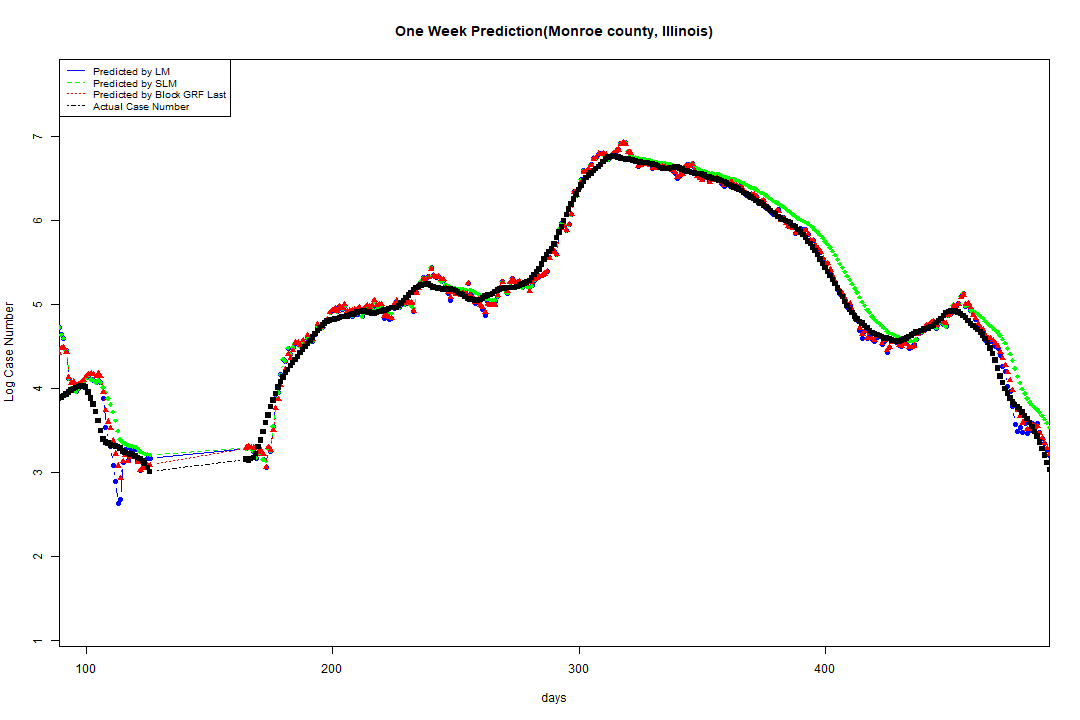 One Week Prediction(Monroe county, Illinois)
Predicted by LM
Predicted by SLM
Predicted by Block GRF Last
Actual Case Number
7
6
5
4
3
2
1
Log Case Number
100 200 300 400
days